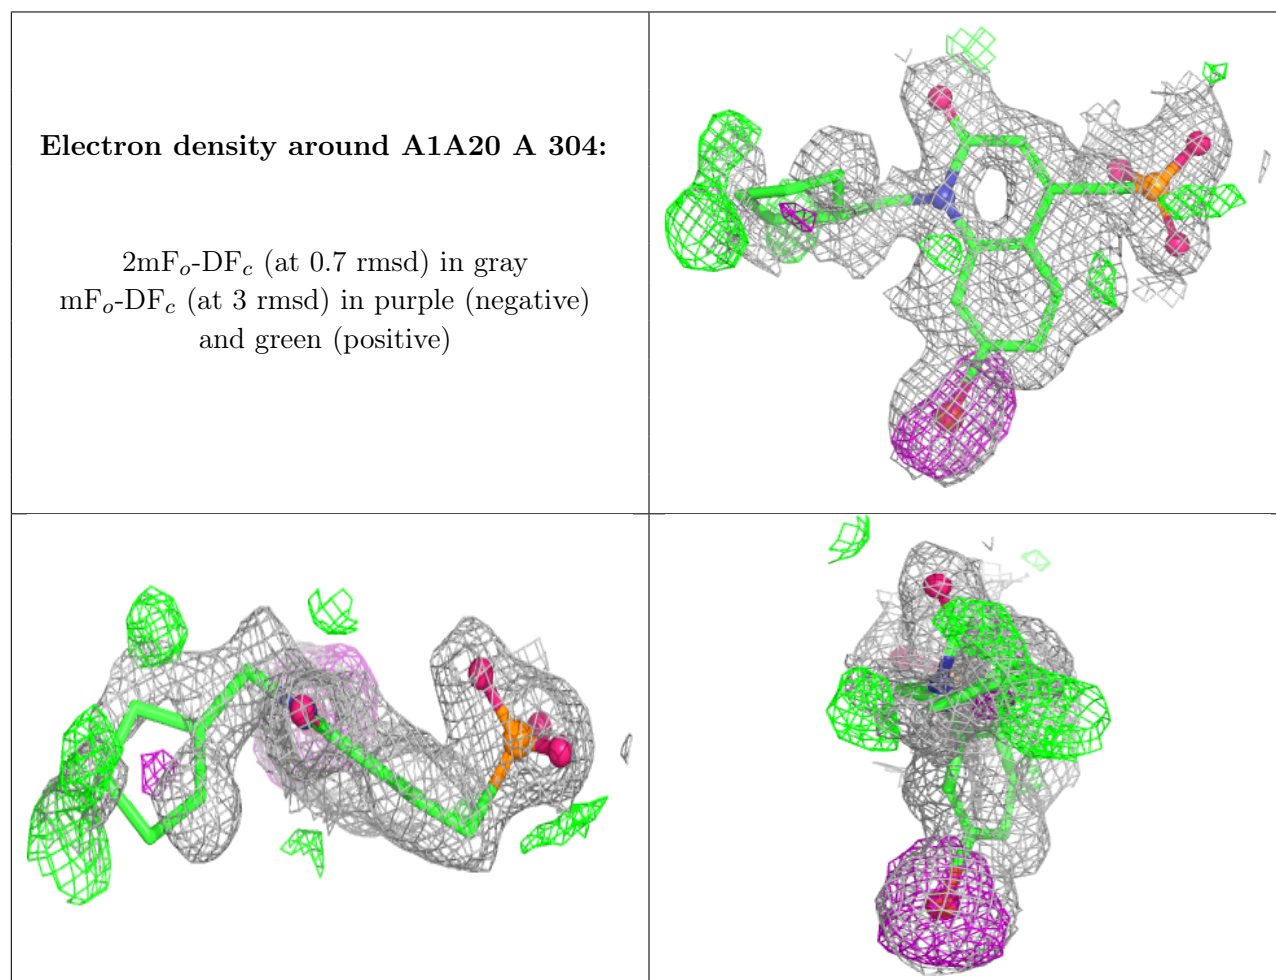 Electron density around A1A20 A 304:
2mFo-DFc (at 0.7 rmsd) in gray
mFo-DFc (at 3 rmsd) in purple (negative)
and green (positive)